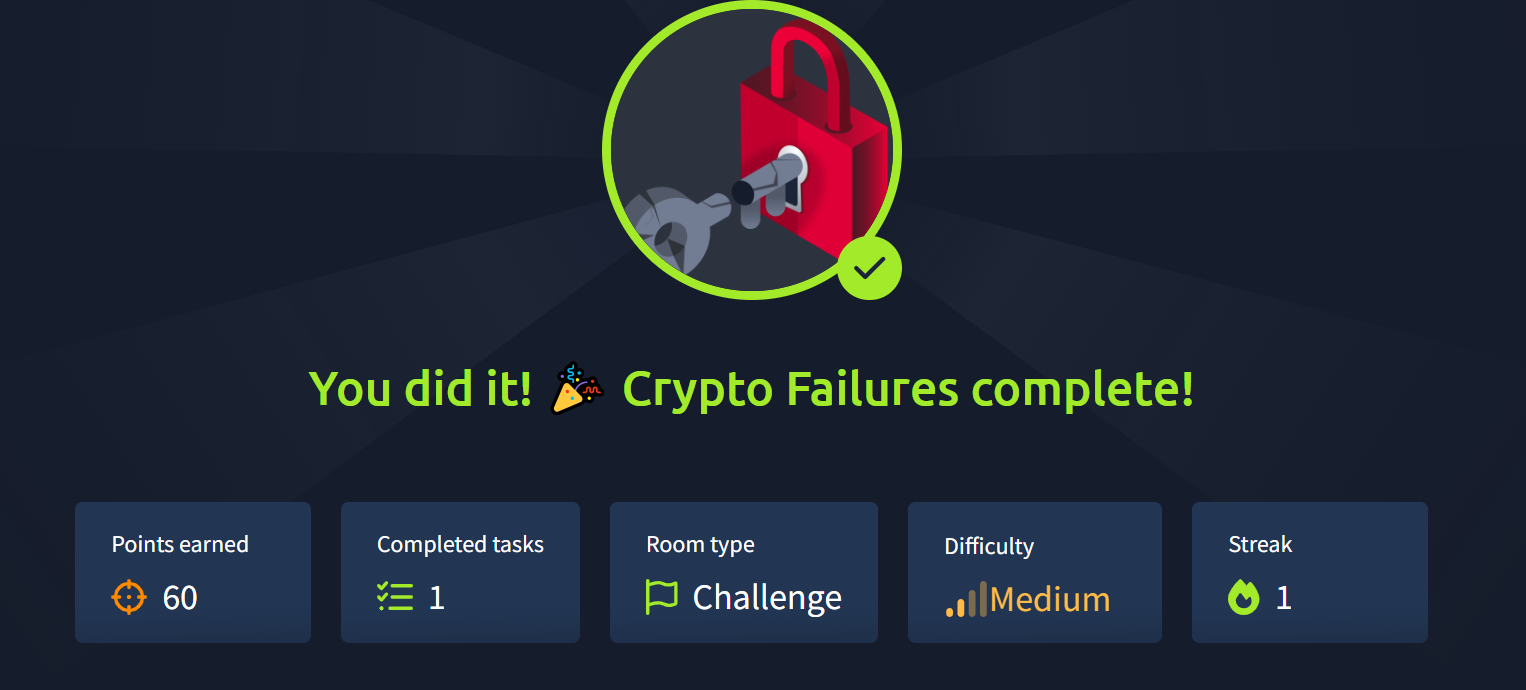 You did it! 🎉 Crypto Failures complete!
Points earned
60
Completed tasks
1
Room type
Challenge
Difficulty
Medium
Streak
1